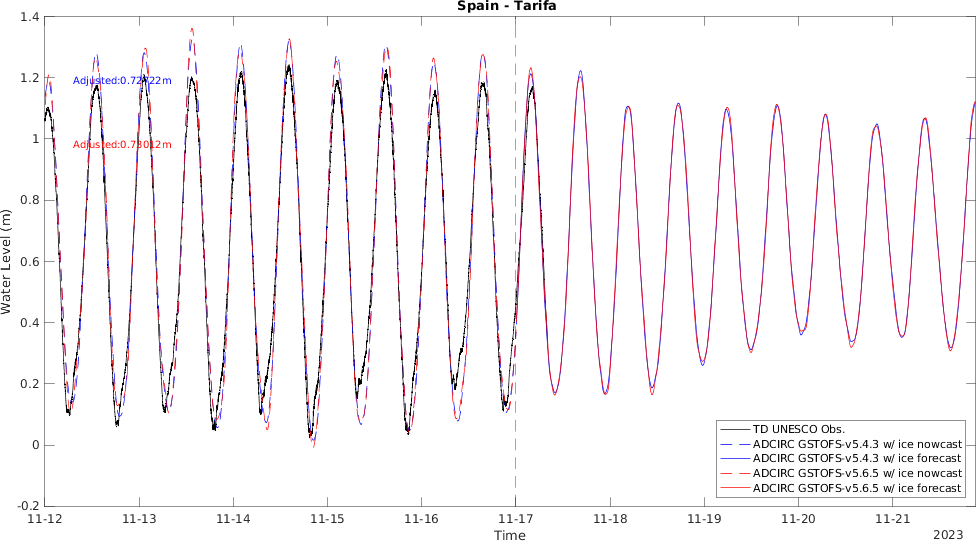 Spain - Tarifa
1.4
1.2
1
0.8
0.6
0.4
0.2
0
-0.2
Water Level (m)
Adjusted:0.72122m
Adjusted:0.73012m
TD UNESCO Obs.
ADCIRC GSTOFS-v5.4.3 w/ ice nowcast
ADCIRC GSTOFS-v5.4.3 w/ ice forecast
ADCIRC GSTOFS-v5.6.5 w/ ice nowcast
ADCIRC GSTOFS-v5.6.5 w/ ice forecast
11-12 11-13 11-14 11-15 11-16 11-17 11-18 11-19 11-20 11-21
Time
2023